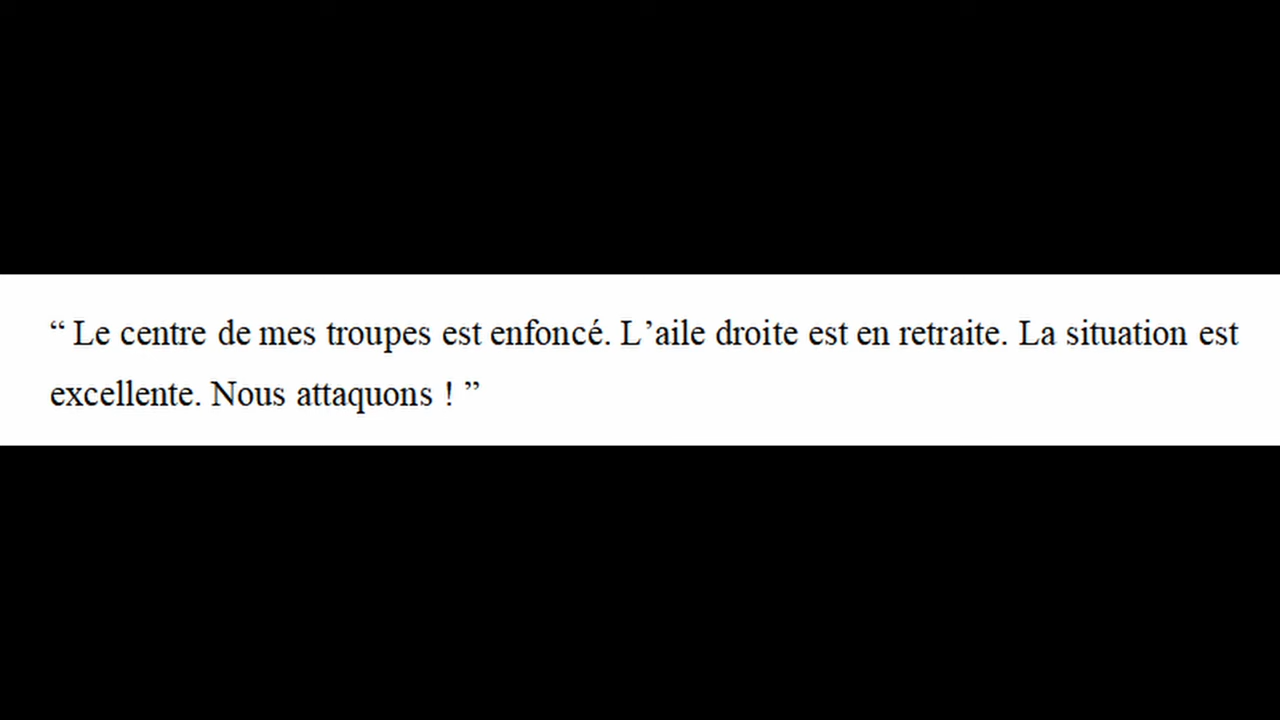 “ Le centre de mes troupes est enfoncé. L’aile droite est en retraite. La situation est
excellente. Nous attaquons ! ”